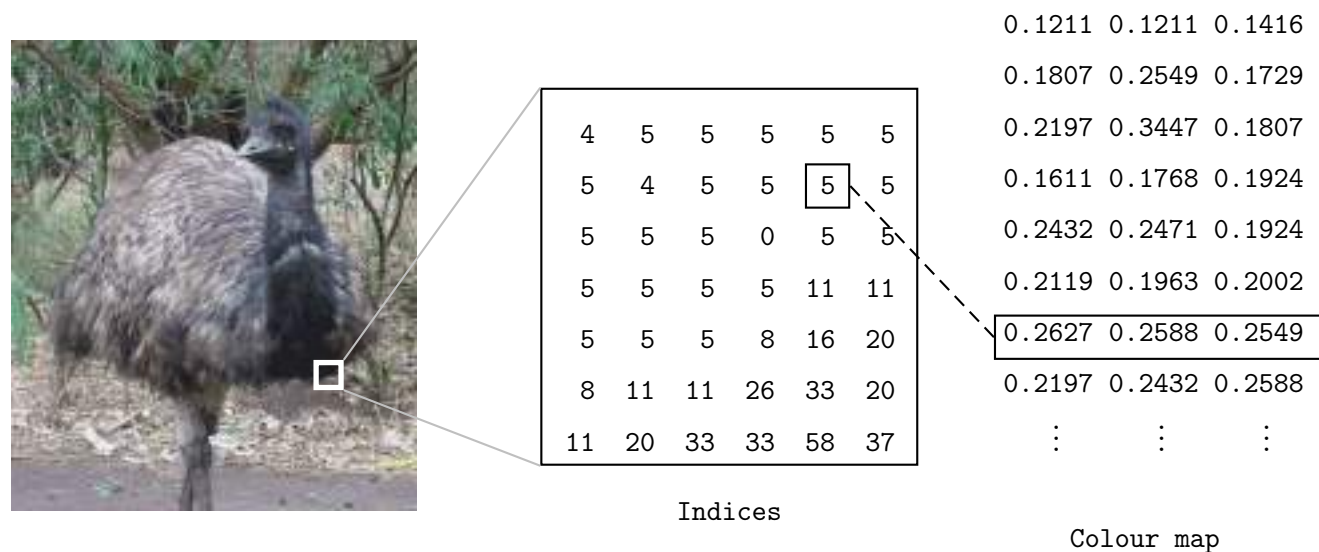 4 5 5 5 5 5
5 4 5 5 5 5
5 5 5 0 5 5
5 5 5 5 11 11
5 5 5 8 16 20
8 11 11 26 33 20
11 20 33 33 58 37
Indices
0.1211 0.1211 0.1416
0.1807 0.2549 0.1729
0.2197 0.3447 0.1807
0.1611 0.1768 0.1924
0.2432 0.2471 0.1924
0.2119 0.1963 0.2002
0.2627 0.2588 0.2549
0.2197 0.2432 0.2588
⋮ ⋮ ⋮
Colour map